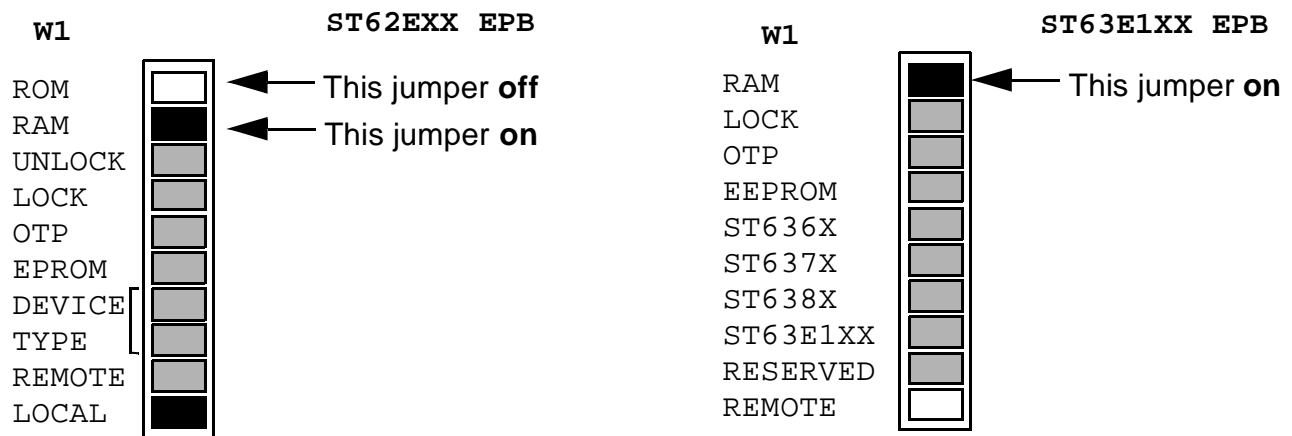 W1
ST62EXX EPB
ROM
This jumper off
RAM
This jumper on
UNLOCK
LOCK
OTP
EPROM
DEVICE
TYPE
REMOTE
LOCAL
W1
ST63E1XX EPB
RAM
This jumper on
LOCK
OTP
EEPROM
ST636X
ST637X
ST638X
ST63E1XX
RESERVED
REMOTE